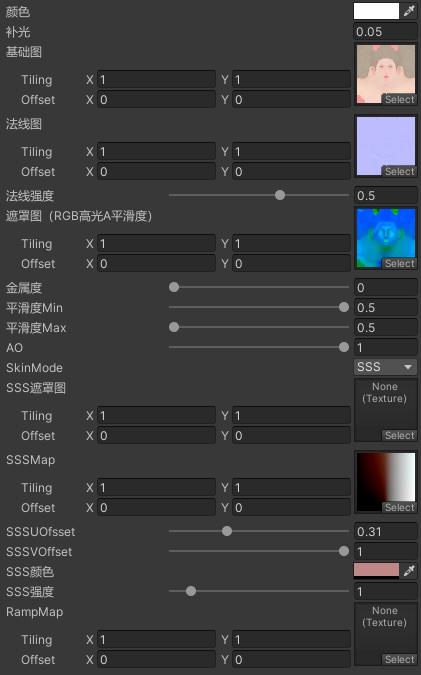 颜色
补光 0.05
基础图
Tiling X 1 Y 1
Offset X 0 Y 0 Select
法线图
Tiling X 1 Y 1
Offset X 0 Y 0 Select
法线强度 0.5
遮罩图（RGB高光A平滑度）
Tiling X 1 Y 1
Offset X 0 Y 0 Select
金属度 0
平滑度Min 0.5
平滑度Max 0.5
AO 1
SkinMode SSS
SSS遮罩图 None
(Texture)
Tiling X 1 Y 1
Offset X 0 Y 0 Select
SSSMap
Tiling X 1 Y 1
Offset X 0 Y 0 Select
SSSUOfsset 0.31
SSSVOffset 1
SSS颜色
SSS强度 1
RampMap None
(Texture)
Tiling X 1 Y 1
Offset X 0 Y 0 Select